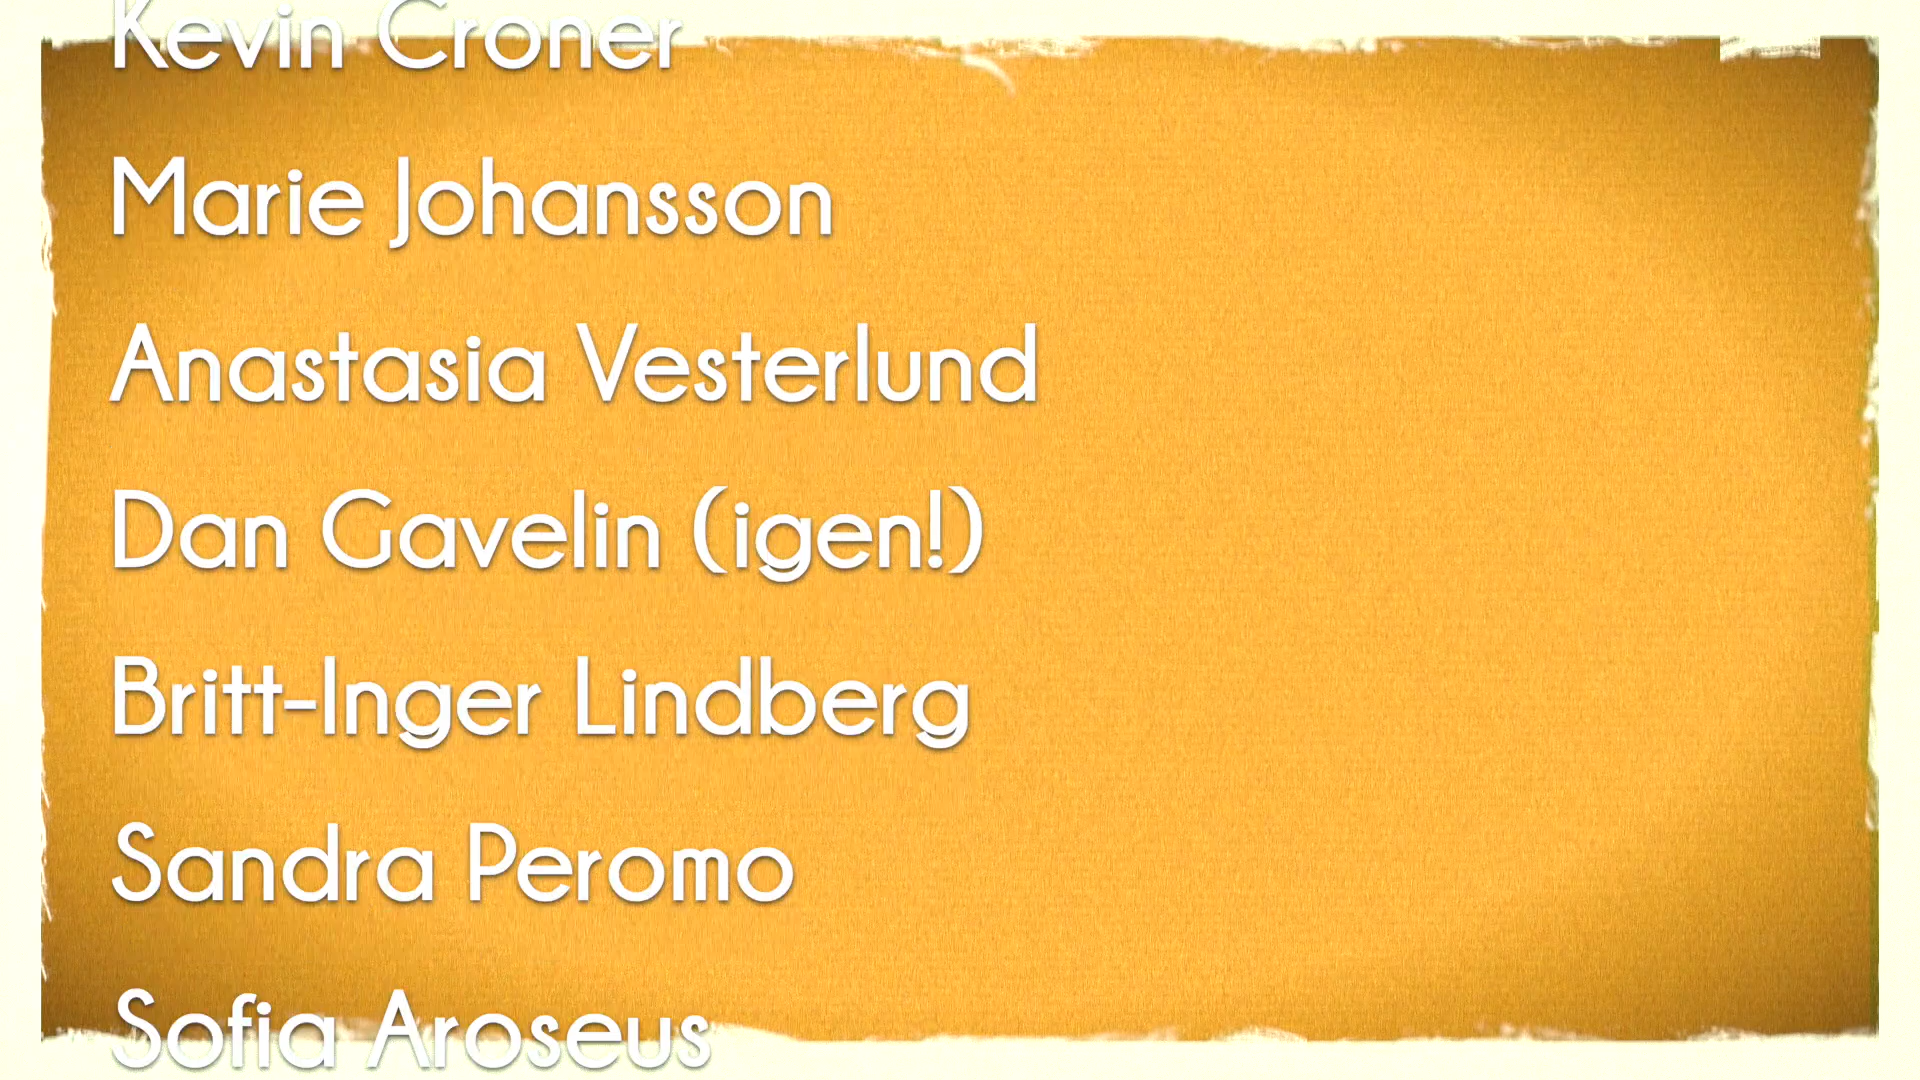 Kevin Croner
Marie Johansson
Anastasia Vesterlund
Dan Gavelin (igen!)
Britt-Inger Lindberg
Sandra Peromo
Sofia Aroseus